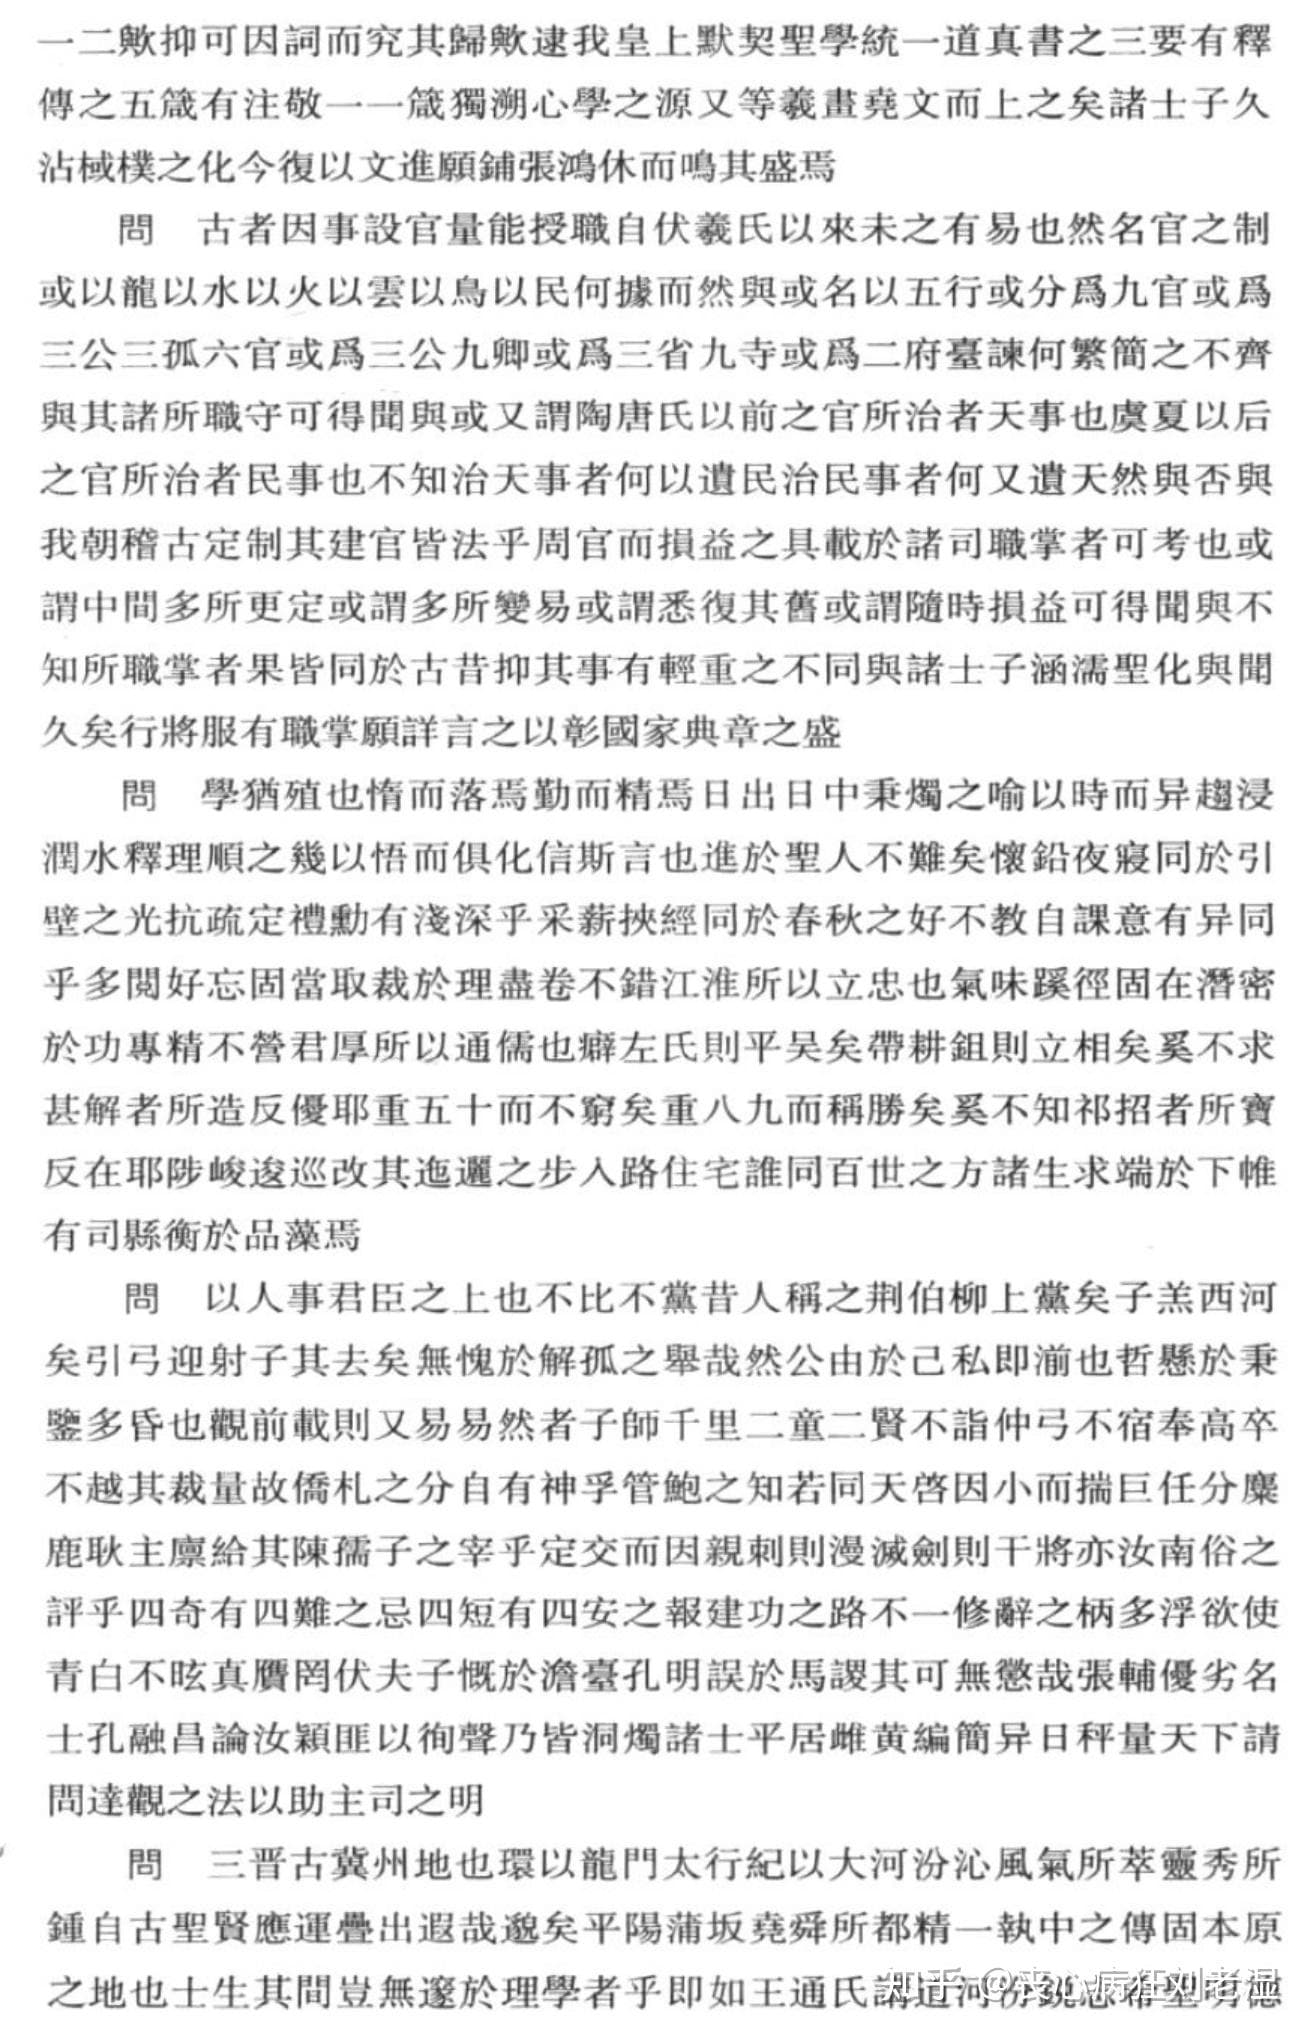 一二歟抑可因詞而究其歸歟逮我皇上默契聖學統一道真書之三要有釋
傳之五箴有注敬一一箴獨溯心學之源又等羲畫堯文而上之矣諸士子久
沾棫樸之化今復以文進願鋪張鴻休而鳴其盛焉
問　古者因事設官量能授職自伏羲氏以來未之有易也然名官之制
或以龍以水以火以雲以鳥以民何據而然與或名以五行或分爲九官或爲
三公三孤六官或爲三公九卿或爲三省九寺或爲二府臺諫何繁簡之不齊
與其諸所職守可得聞與或又謂陶唐氏以前之官所治者天事也虞夏以后
之官所治者民事也不知治天事者何以遺民治民事者何又遺天然與否與
我朝稽古定制其建官皆法乎周官而損益之具載於諸司職掌者可考也或
謂中間多所更定或謂多所變易或謂悉復其舊或謂隨時損益可得聞與不
知所職掌者果皆同於古昔抑其事有輕重之不同與諸士子涵濡聖化與聞
久矣行將服有職掌願詳言之以彰國家典章之盛
問　學猶殖也惰而落焉勤而精焉日出日中秉燭之喻以時而异趨浸
潤水釋理順之幾以悟而俱化信斯言也進於聖人不難矣懷鉛夜寢同於引
壁之光抗疏定禮勳有淺深乎采薪挾經同於春秋之好不教自課意有异同
乎多閱好忘固當取裁於理盡卷不錯江淮所以立忠也氣味蹊徑固在潛密
於功專精不營君厚所以通儒也癖左氏則平吴矣帶耕鉏則立相矣奚不求
甚解者所造反優耶重五十而不窮矣重八九而稱勝矣奚不知祁招者所寶
反在耶陟峻逡巡改其迤邐之步入路住宅誰同百世之方諸生求端於下帷
有司縣衡於品藻焉
問　以人事君臣之上也不比不黨昔人稱之荆伯柳上黨矣子羔西河
矣引弓迎射子其去矣無愧於解孤之舉哉然公由於己私即湔也哲懸於秉
鑒多昏也觀前載則又易易然者子師千里二童二賢不詣仲弓不宿奉高卒
不越其裁量故僑札之分自有神孚管鮑之知若同天啓因小而揣巨任分麋
鹿耿主廪給其陳孺子之宰乎定交而因親刺則漫滅劍則干將亦汝南俗之
評乎四奇有四難之忌四短有四安之報建功之路不一修辭之柄多浮欲使
青白不眩真贋罔伏夫子慨於澹臺孔明誤於馬謖其可無懲哉張輔優劣名
士孔融昌論汝穎匪以徇聲乃皆洞燭諸士平居雌黄編簡异日秤量天下請
問達觀之法以助主司之明
問　三晋古冀州地也環以龍門太行紀以大河汾沁風氣所萃靈秀所
鍾自古聖賢應運疊出遐哉邈矣平陽蒲坂堯舜所都精一執中之傳固本原
之地也士生其間豈無邃於理學者乎即如王通氏講道河汾
知乎 @丧心病狂刘老湿